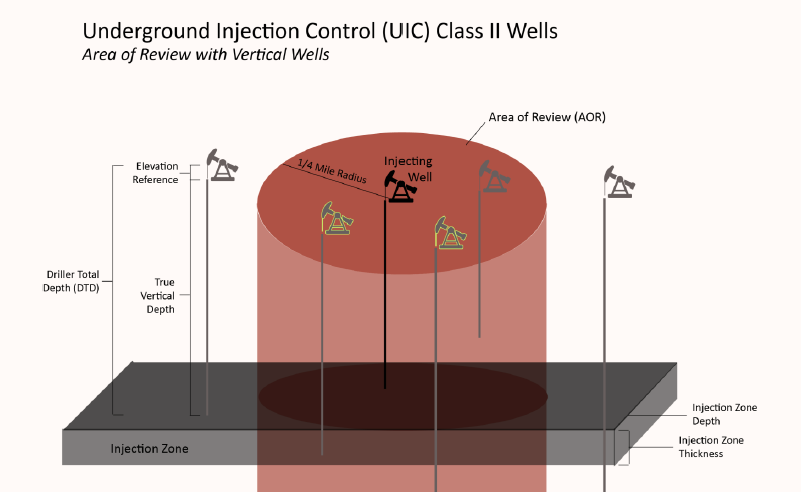 Underground Injection Control (UIC) Class II Wells
Area of Review with Vertical Wells
Area of Review (AOR)
Elevation
Reference
1/4 Mile Radius
Injecting
Well
Driller Total
Depth (DTD)
True
Vertical
Depth
Injection Zone
Injection Zone
Depth
Injection Zone
Thickness